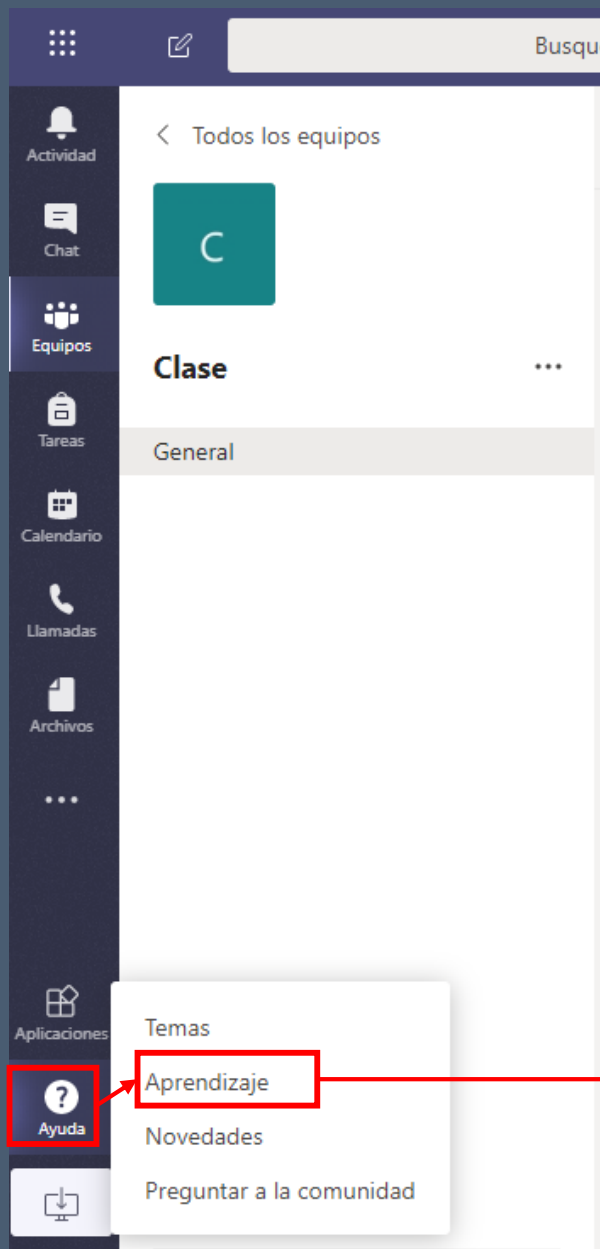 Busqu
Actividad
Todos los equipos
C
Chat
Equipos
Clase
Tareas
General
Calendario
Llamadas
Archivos
Aplicaciones
Temas
Aprendizaje
Ayuda
Novedades
Preguntar a la comunidad